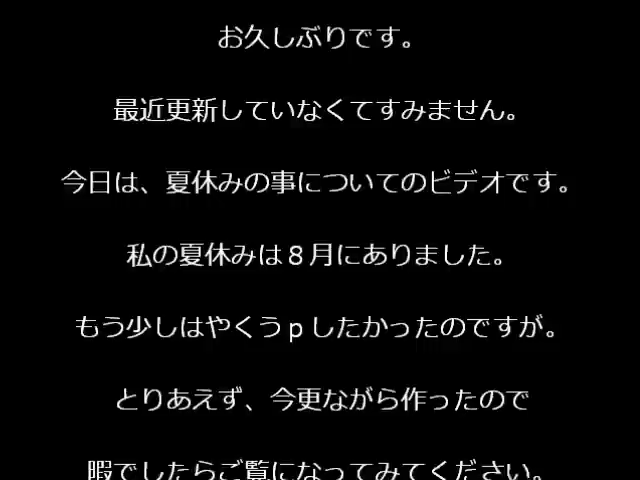 お久しぶりです。
最近更新していなくてすみません。
今日は、夏休みの事についてのビデオです。
私の夏休みは８月にありました。
もう少しはやくうｐしたかったのですが。
とりあえず、今更ながら作ったので
暇でしたらご覧になってみてください。